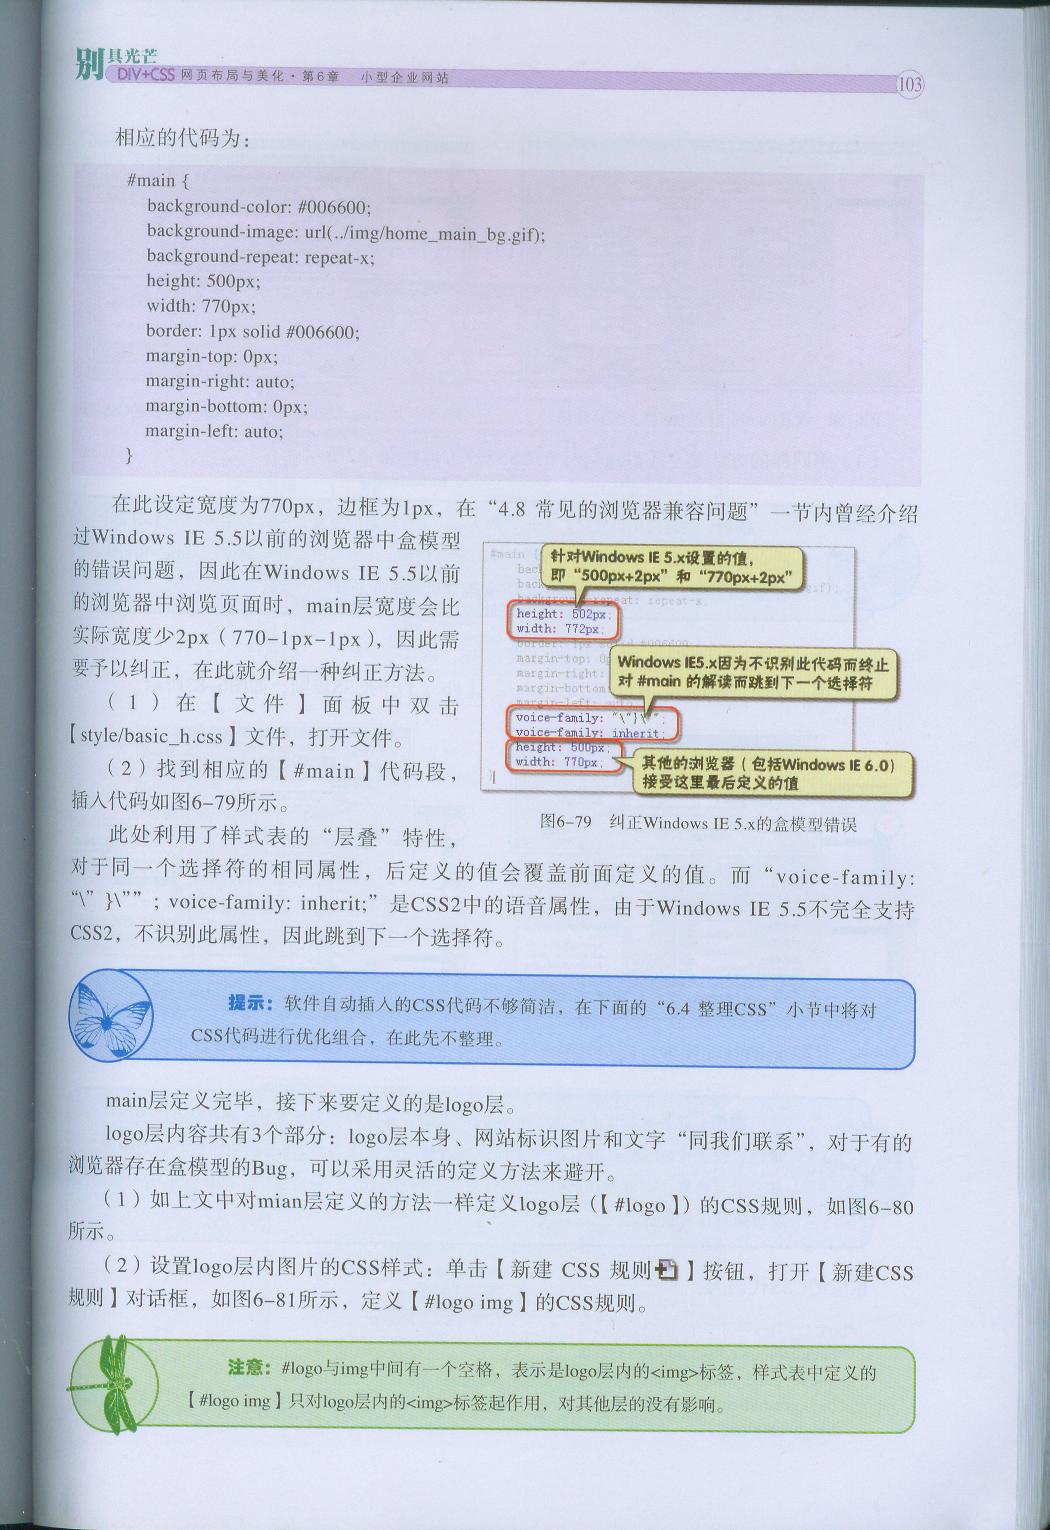 别具光芒
DIV+CSS 网页布局与美化·第6章 小型企业网站
103
相应的代码为：
#main {
background-color: #006600;
background-image: url(../img/home_main_bg.gif);
background-repeat: repeat-x;
height: 500px;
width: 770px;
border: 1px solid #006600;
margin-top: 0px;
margin-right: auto;
margin-bottom: 0px;
margin-left: auto;
}
在此设定宽度为770px，边框为1px，在“4.8 常见的浏览器兼容问题”一节内曾经介绍
过Windows IE 5.5以前的浏览器中盒模型
的错误问题，因此在Windows IE 5.5以前
的浏览器中浏览页面时，main层宽度会比
实际宽度少2px（770-1px-1px），因此需
要予以纠正，在此就介绍一种纠正方法。
（1）在【文件】面板中双击
【style/basic_h.css】文件，打开文件。
（2）找到相应的【#main】代码段，
插入代码如图6-79所示。
#main {
针对Windows IE 5.x设置的值，
即“500px+2px”和“770px+2px”
background-repeat: repeat-x;
height: 502px;
width: 772px;
border: 1px solid #006600
margin-top: 0p
margin-right:
margin-bottom:
margin-left:
Windows IE5.x因为不识别此代码而终止
对 #main 的解读而跳到下一个选择符
voice-family: "\"}\"";
voice-family: inherit;
height: 500px;
width: 770px;
}
其他的浏览器（包括Windows IE 6.0）
接受这里最后定义的值
图6-79 纠正Windows IE 5.x的盒模型错误
此处利用了样式表的“层叠”特性，
对于同一个选择符的相同属性，后定义的值会覆盖前面定义的值。而“voice-family:
“\”}\””；voice-family: inherit;”是CSS2中的语音属性，由于Windows IE 5.5不完全支持
CSS2，不识别此属性，因此跳到下一个选择符。
提示：软件自动插入的CSS代码不够简洁，在下面的“6.4 整理CSS”小节中将对
CSS代码进行优化组合，在此先不整理。
main层定义完毕，接下来要定义的是logo层。
logo层内容共有3个部分：logo层本身、网站标识图片和文字“同我们联系”，对于有的
浏览器存在盒模型的Bug，可以采用灵活的定义方法来避开。
（1）如上文中对mian层定义的方法一样定义logo层（【#logo】）的CSS规则，如图6-80
所示。
（2）设置logo层内图片的CSS样式：单击【新建 CSS 规则】按钮，打开【新建CSS
规则】对话框，如图6-81所示，定义【#logo img】的CSS规则。
注意：#logo与img中间有一个空格，表示是logo层内的<img>标签，样式表中定义的
【#logo img】只对logo层内的<img>标签起作用，对其他层的没有影响。